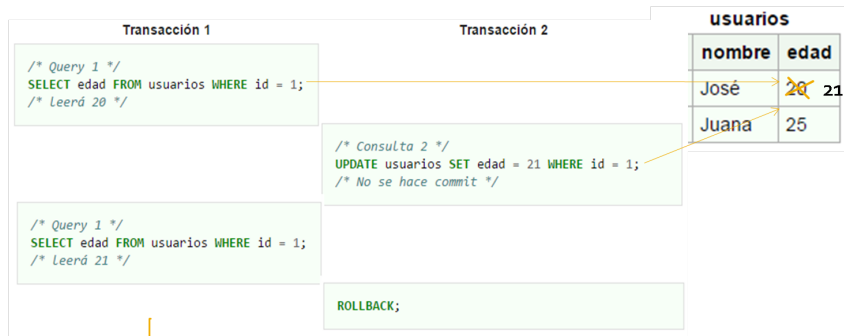 Transacción 1
Transacción 2
usuarios
nombre edad
José 20 21
Juana 25
/* Query 1 */
SELECT edad FROM usuarios WHERE id = 1;
/* leerá 20 */
/* Consulta 2 */
UPDATE usuarios SET edad = 21 WHERE id = 1;
/* No se hace commit */
/* Query 1 */
SELECT edad FROM usuarios WHERE id = 1;
/* leerá 21 */
ROLLBACK;